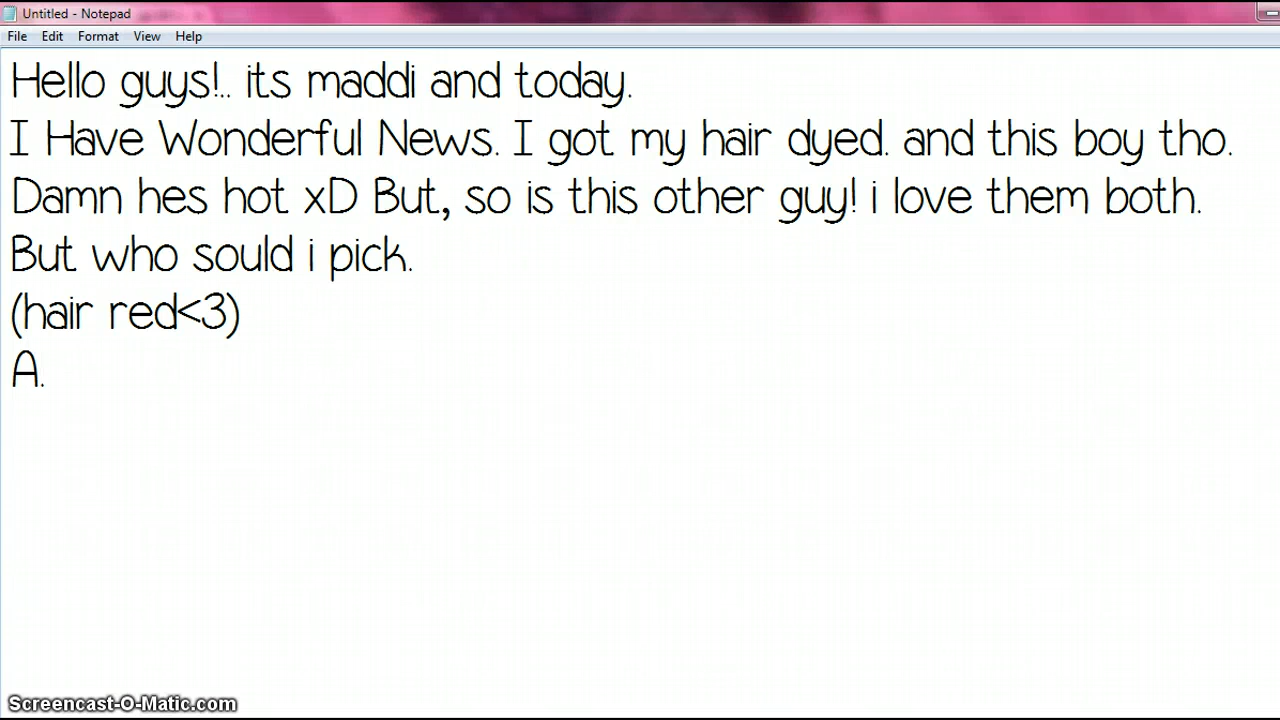 Untitled - Notepad
File Edit Format View Help
Hello guys!.. its maddi and today.
I Have Wonderful News. I got my hair dyed. and this boy tho.
Damn hes hot xD But, so is this other guy! i love them both.
But who sould i pick.
(hair red<3)
A.
Screencast-O-Matic.com